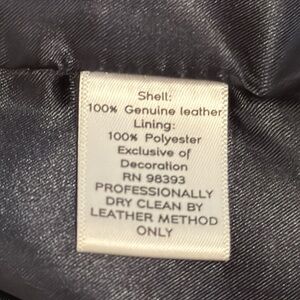 Shell:
100% Genuine leather
Lining:
100% Polyester
Exclusive of
Decoration
RN 98393
PROFESSIONALLY
DRY CLEAN BY
LEATHER METHOD
ONLY